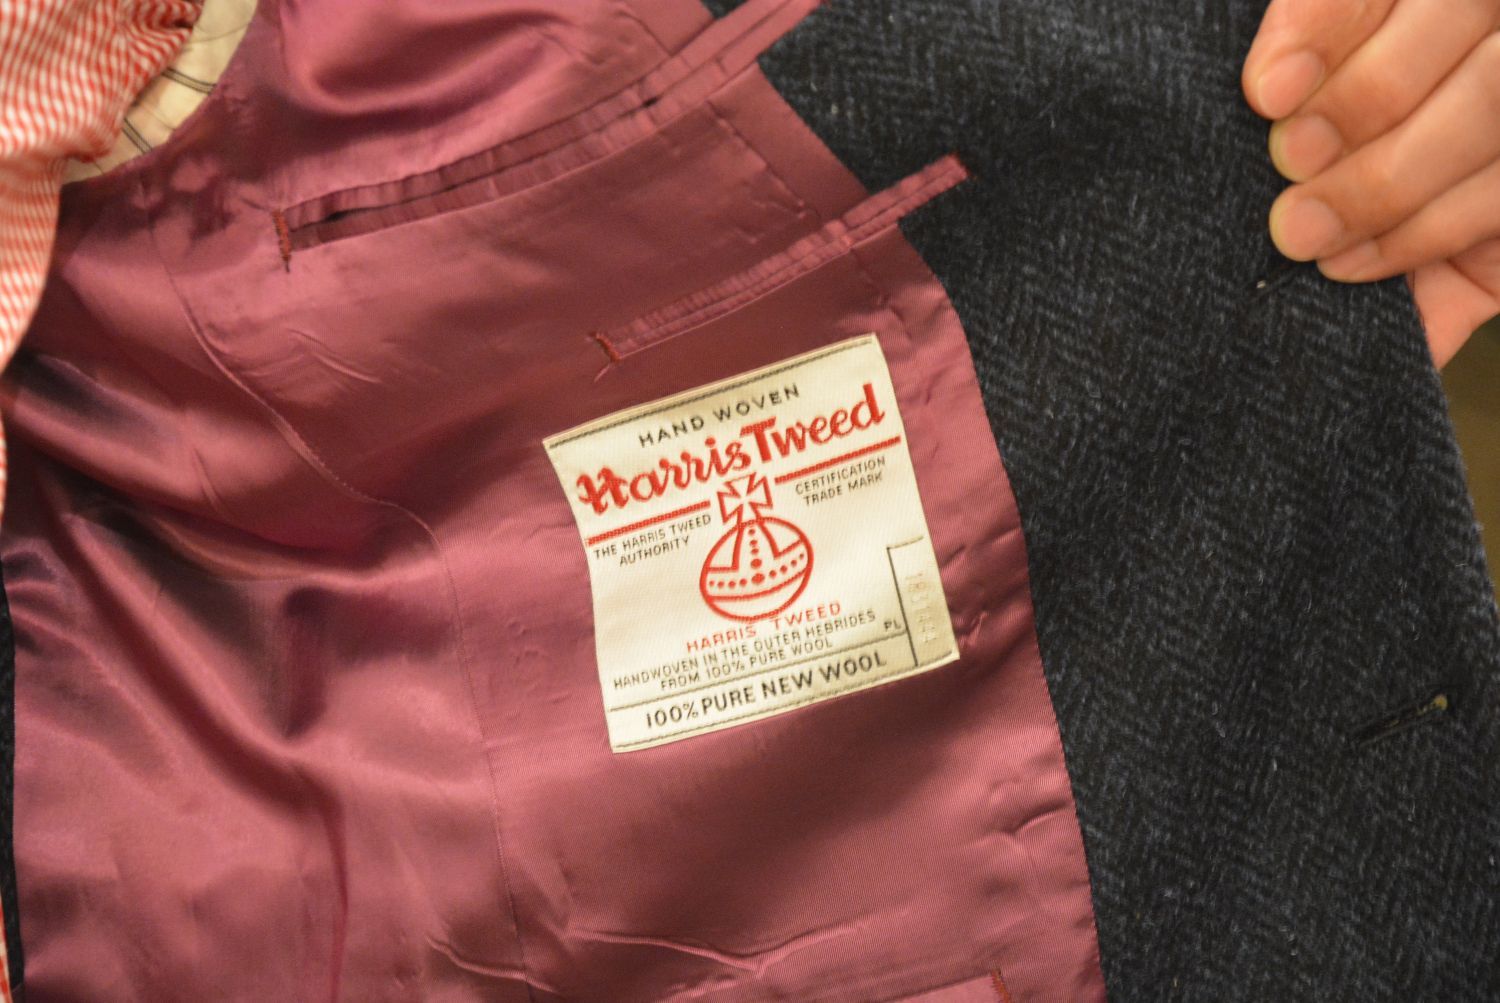 HAND WOVEN
Harris Tweed
THE HARRIS TWEED
AUTHORITY
CERTIFICATION
TRADE MARK
HARRIS TWEED
HANDWOVEN IN THE OUTER HEBRIDES
FROM 100% PURE WOOL
PL
100% PURE NEW WOOL